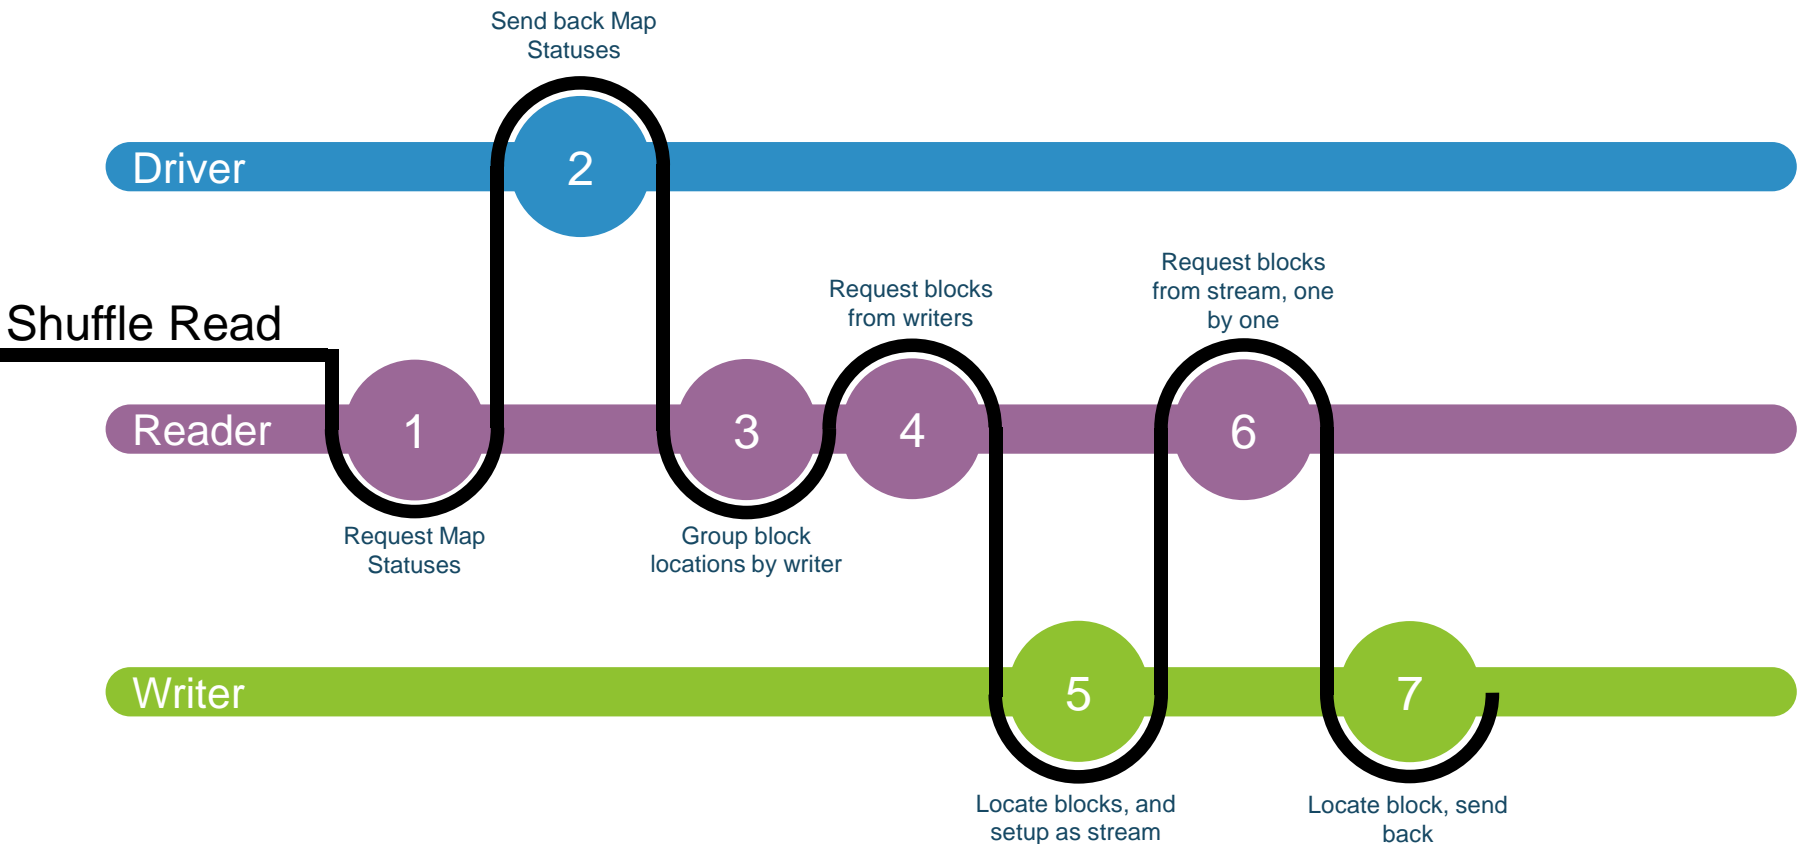 Send back Map
Statuses
Driver
2
Shuffle Read
Request blocks
from writers
Request blocks
from stream, one
by one
Reader
1
3
4
6
Request Map
Statuses
Group block
locations by writer
Writer
5
7
Locate blocks, and
setup as stream
Locate block, send
back